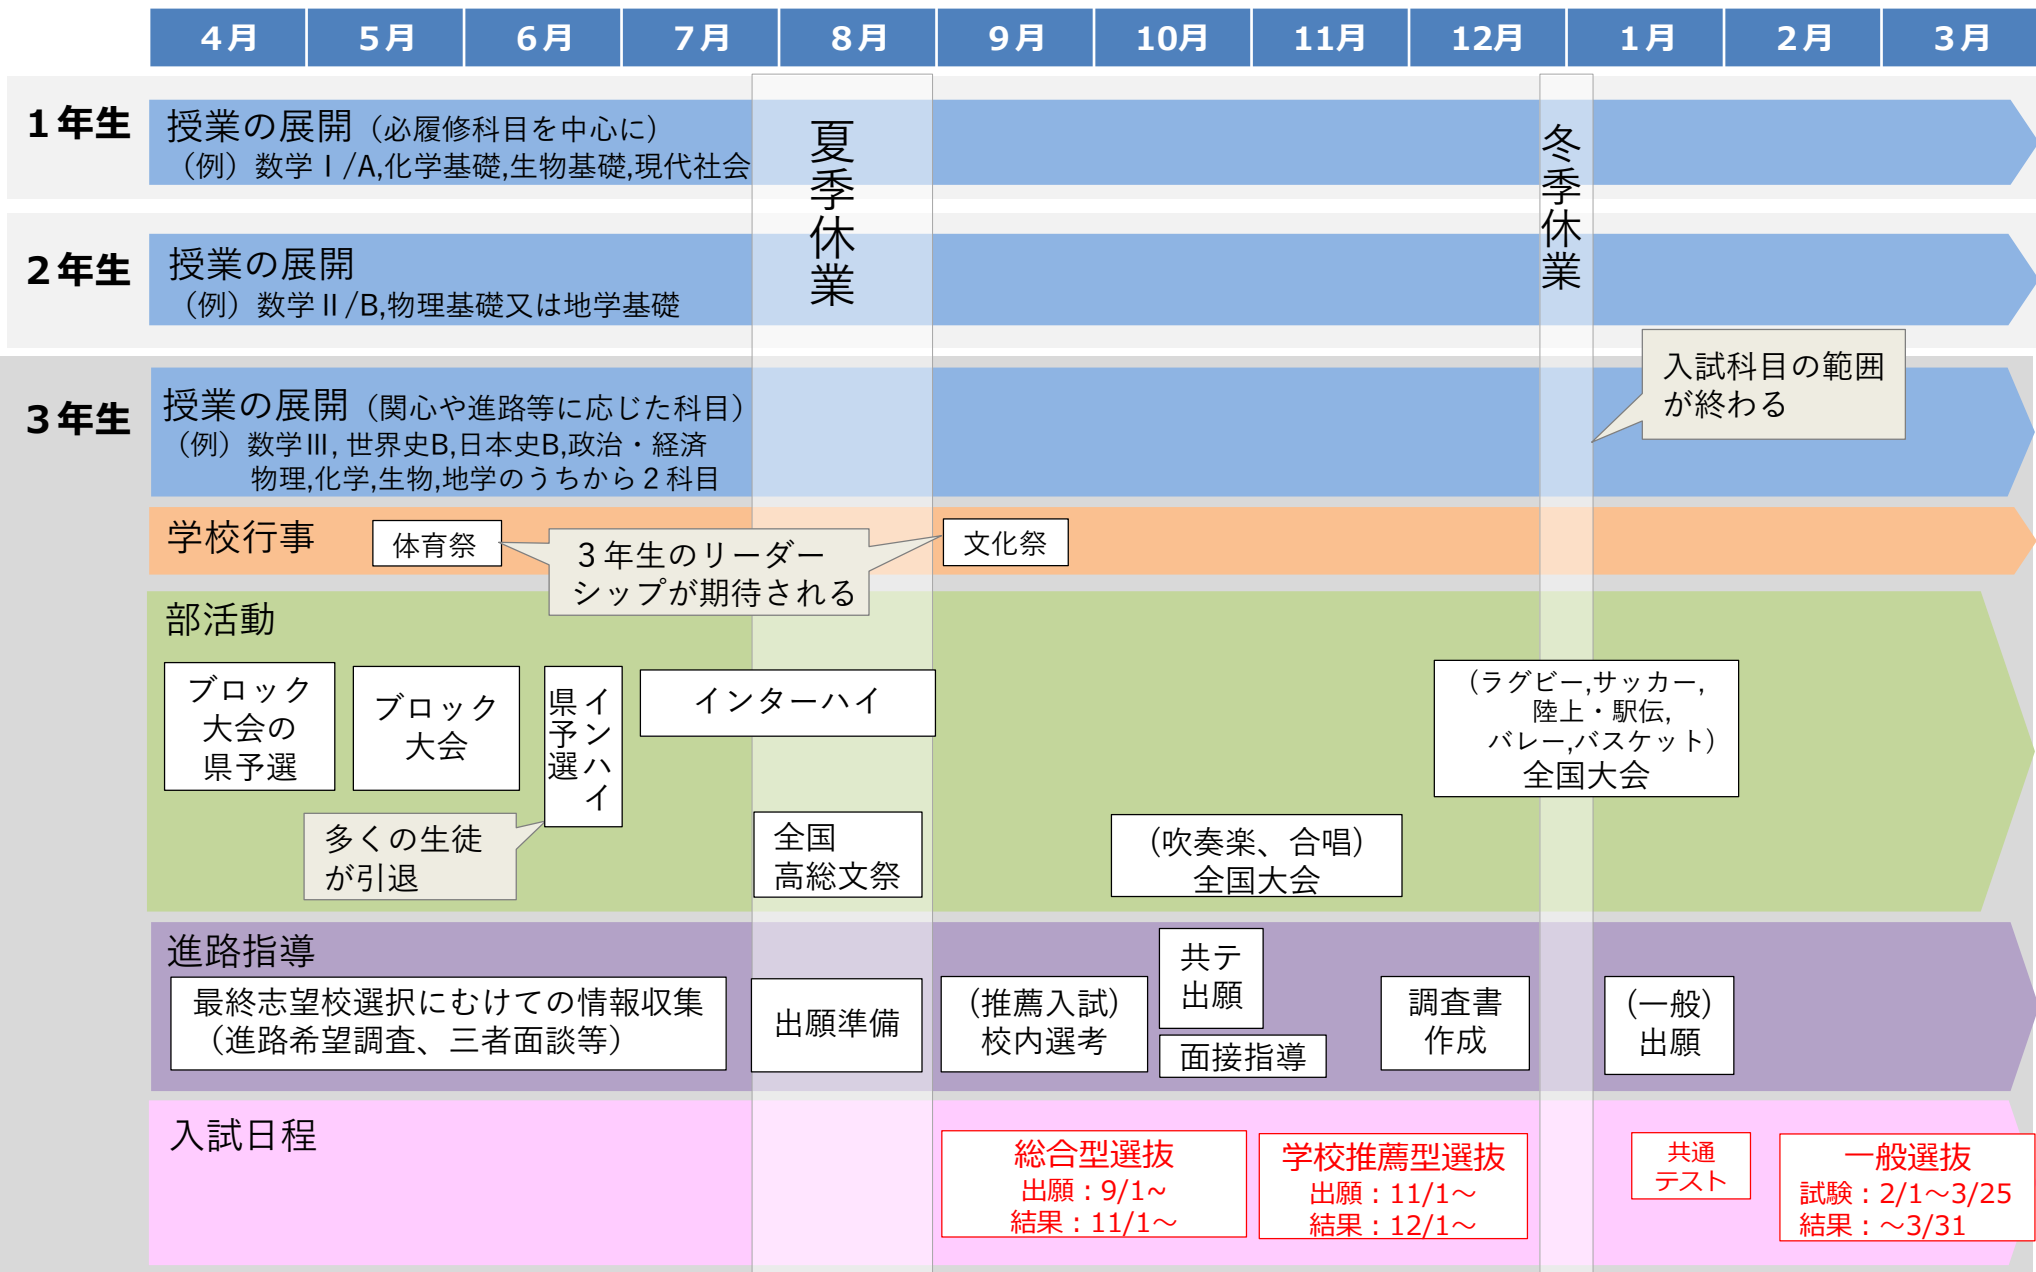 4月 5月 6月 7月 8月 9月 10月 11月 12月 1月 2月 3月
1年生
授業の展開（必履修科目を中心に）
（例）数学Ⅰ/A,化学基礎,生物基礎,現代社会
夏季休業
冬季休業
2年生
授業の展開
（例）数学Ⅱ/B,物理基礎又は地学基礎
3年生
授業の展開（関心や進路等に応じた科目）
（例）数学Ⅲ, 世界史B,日本史B,政治・経済
物理,化学,生物,地学のうちから２科目
入試科目の範囲
が終わる
学校行事
体育祭
３年生のリーダー
シップが期待される
文化祭
部活動
ブロック
大会の
県予選
ブロック
大会
インハイ
県予選
インターハイ
（ラグビー,サッカー,
陸上・駅伝,
バレー,バスケット）
全国大会
多くの生徒
が引退
全国
高総文祭
（吹奏楽、合唱）
全国大会
進路指導
最終志望校選択にむけての情報収集
（進路希望調査、三者面談等）
出願準備
（推薦入試）
校内選考
共テ
出願
面接指導
調査書
作成
（一般）
出願
入試日程
総合型選抜
出願：9/1~
結果：11/1～
学校推薦型選抜
出願：11/1～
結果：12/1～
共通
テスト
一般選抜
試験：2/1～3/25
結果：～3/31